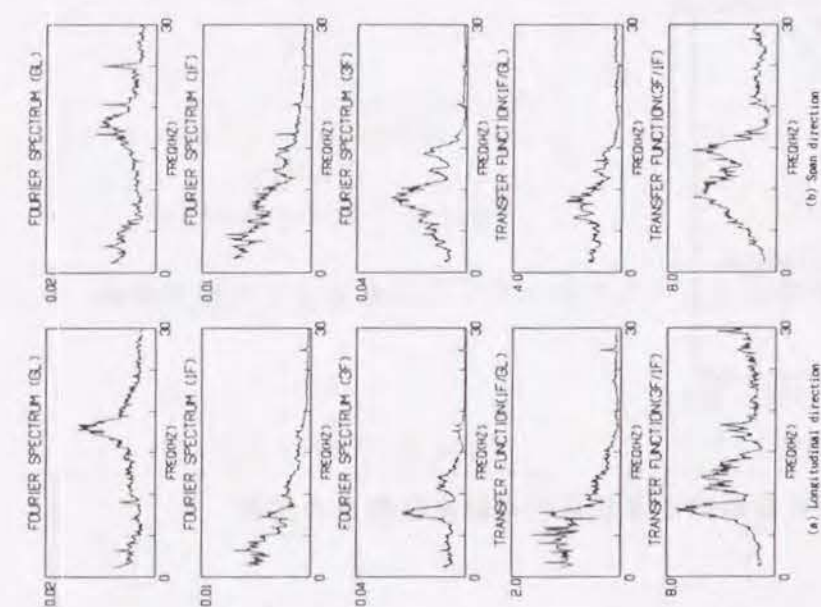 FOURIER SPECTRUM (GL)
0.02
0
FREQ(HZ)
30
FOURIER SPECTRUM (1F)
0.01
0
FREQ(HZ)
30
FOURIER SPECTRUM (3F)
0.04
0
FREQ(HZ)
30
TRANSFER FUNCTION(1F/GL)
2.0
0
FREQ(HZ)
30
TRANSFER FUNCTION(3F/1F)
8.0
0
FREQ(HZ)
30
(a) Longitudinal direction
FOURIER SPECTRUM (GL)
0.02
0
FREQ(HZ)
30
FOURIER SPECTRUM (1F)
0.01
0
FREQ(HZ)
30
FOURIER SPECTRUM (3F)
0.04
0
FREQ(HZ)
30
TRANSFER FUNCTION(1F/GL)
4.0
0
FREQ(HZ)
30
TRANSFER FUNCTION(3F/1F)
8.0
0
FREQ(HZ)
30
(b) Span direction